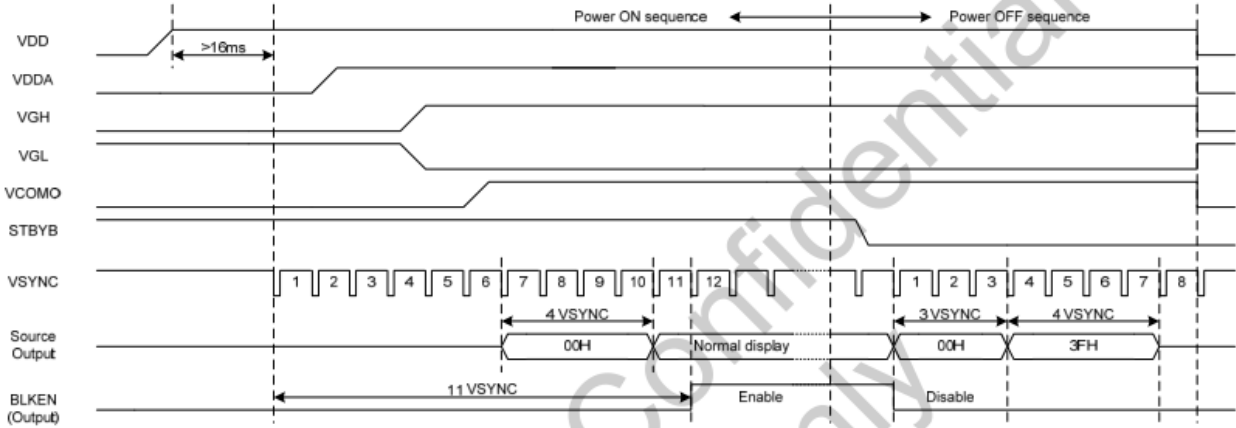 Power ON sequence Power OFF sequence
VDD
>16ms
VDDA
VGH
VGL
VCOMO
STBYB
VSYNC 1 2 3 4 5 6 7 8 9 10 11 12 1 2 3 4 5 6 7 8
4 VSYNC 3 VSYNC 4 VSYNC
Source
Output
00H Normal display 00H 3FH
11 VSYNC
BLKEN
(Output)
Enable Disable
Confidential
only